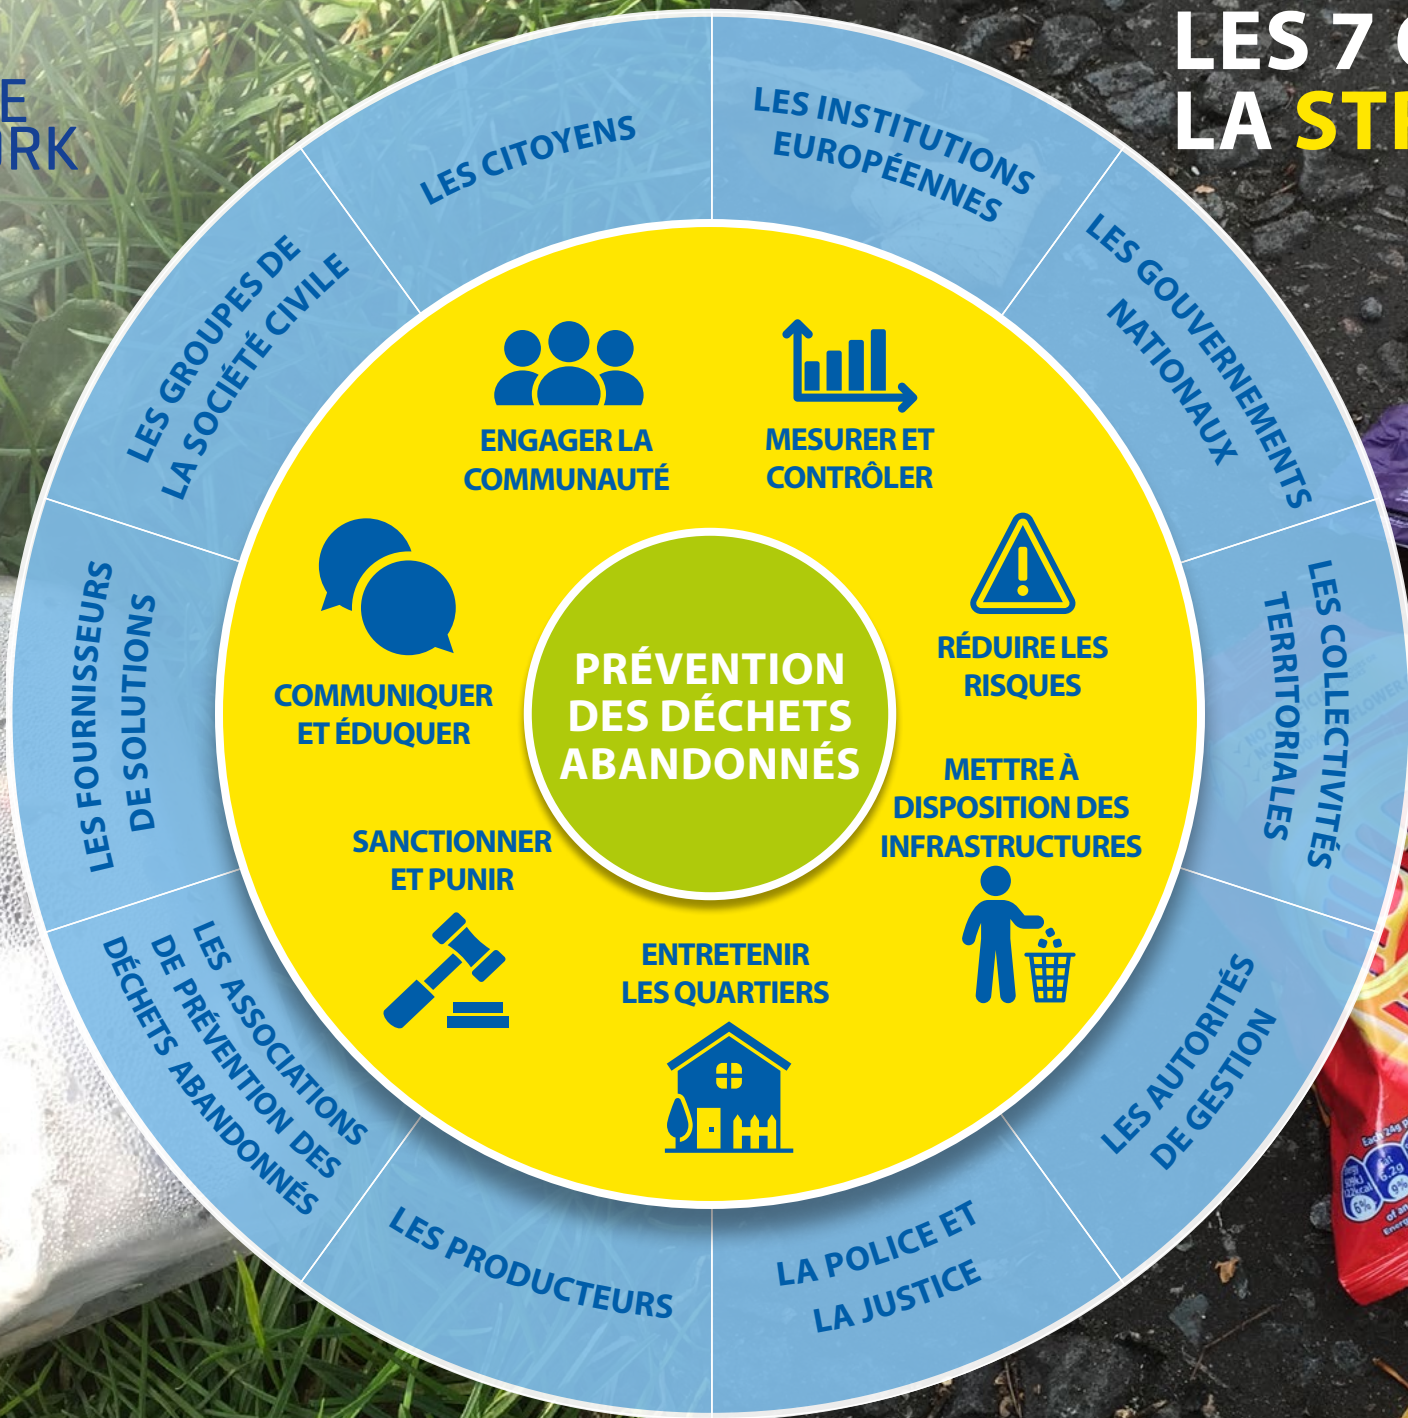 LES 7
LA
LES CITOYENS
LES INSTITUTIONS
EUROPÉENNES
LES GOUVERNEMENTS
NATIONAUX
LES COLLECTIVITÉS
TERRITORIALES
LES AUTORITÉS
DE GESTION
LA POLICE ET
LA JUSTICE
LES PRODUCTEURS
LES ASSOCIATIONS
DE PRÉVENTION DES
DÉCHETS ABANDONNÉS
LES FOURNISSEURS
DE SOLUTIONS
LES GROUPES DE
LA SOCIÉTÉ CIVILE
ENGAGER LA
COMMUNAUTÉ
MESURER ET
CONTRÔLER
RÉDUIRE LES
RISQUES
METTRE À
DISPOSITION DES
INFRASTRUCTURES
ENTRETENIR
LES QUARTIERS
SANCTIONNER
ET PUNIR
COMMUNIQUER
ET ÉDUQUER
PRÉVENTION
DES DÉCHETS
ABANDONNÉS